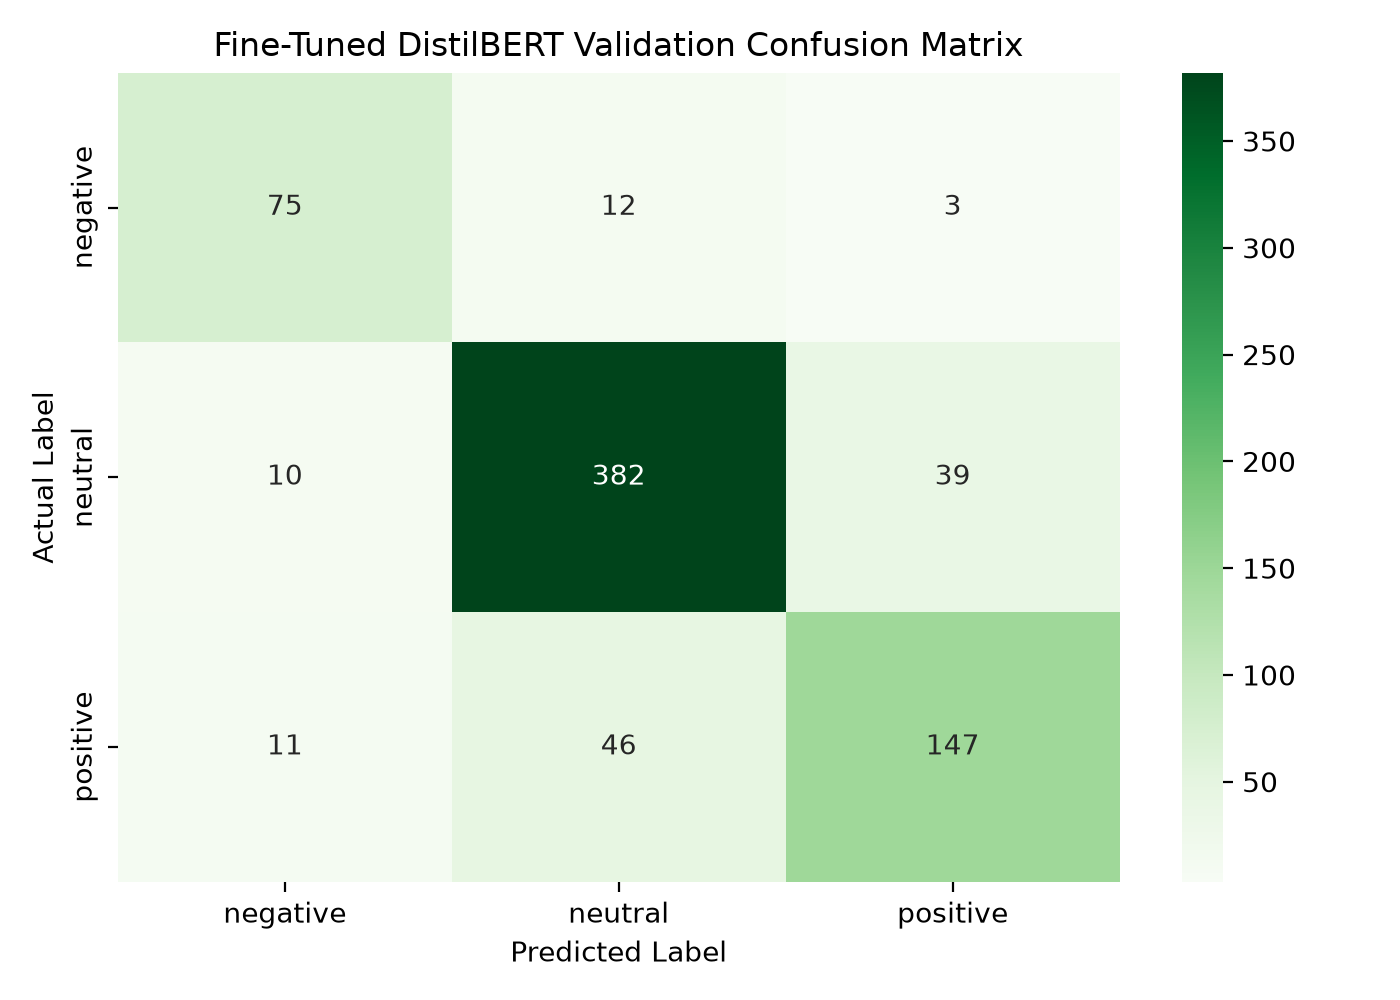 Fine-Tuned DistilBERT Validation Confusion Matrix
Actual Label
negative
75 12 3
neutral
10 382 39
positive
11 46 147
negative neutral positive
Predicted Label
350
300
250
200
150
100
50